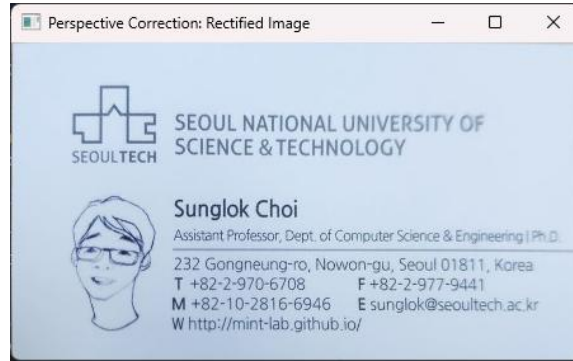 Perspective Correction: Rectified Image
SEOULTECH
SEOUL NATIONAL UNIVERSITY OF
SCIENCE & TECHNOLOGY
Sunglok Choi
Assistant Professor, Dept. of Computer Science & Engineering | Ph.D.
232 Gongneung-ro, Nowon-gu, Seoul 01811, Korea
T +82-2-970-6708 F +82-2-977-9441
M +82-10-2816-6946 E sunglok@seoultech.ac.kr
W http://mint-lab.github.io/